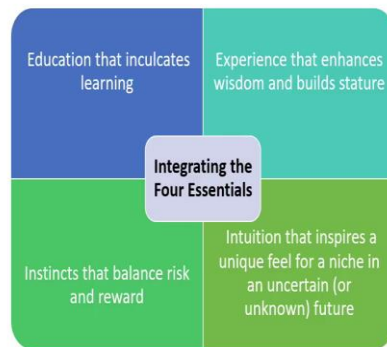 Education that inculcates
learning
Experience that enhances
wisdom and builds stature
Integrating the
Four Essentials
Instincts that balance risk
and reward
Intuition that inspires a
unique feel for a niche in
an uncertain (or
unknown) future